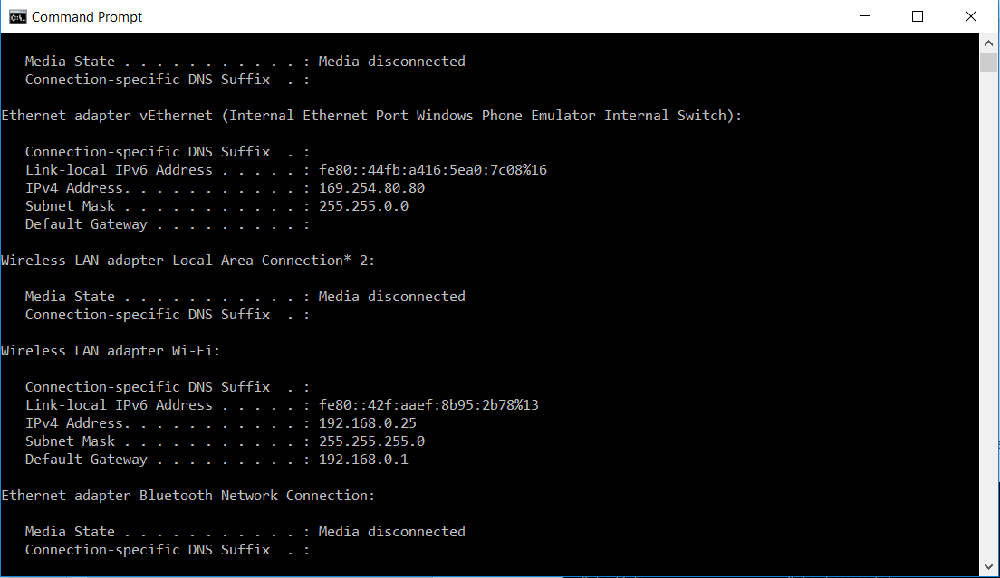 Command Prompt
Media State . . . . . . . . . . . : Media disconnected
Connection-specific DNS Suffix  . :
Ethernet adapter vEthernet (Internal Ethernet Port Windows Phone Emulator Internal Switch):
Connection-specific DNS Suffix  . :
Link-local IPv6 Address . . . . . : fe80::44fb:a416:5ea0:7c08%16
IPv4 Address. . . . . . . . . . . : 169.254.80.80
Subnet Mask . . . . . . . . . . . : 255.255.0.0
Default Gateway . . . . . . . . . :
Wireless LAN adapter Local Area Connection* 2:
Media State . . . . . . . . . . . : Media disconnected
Connection-specific DNS Suffix  . :
Wireless LAN adapter Wi-Fi:
Connection-specific DNS Suffix  . :
Link-local IPv6 Address . . . . . : fe80::42f:aaef:8b95:2b78%13
IPv4 Address. . . . . . . . . . . : 192.168.0.25
Subnet Mask . . . . . . . . . . . : 255.255.255.0
Default Gateway . . . . . . . . . : 192.168.0.1
Ethernet adapter Bluetooth Network Connection:
Media State . . . . . . . . . . . : Media disconnected
Connection-specific DNS Suffix  . :